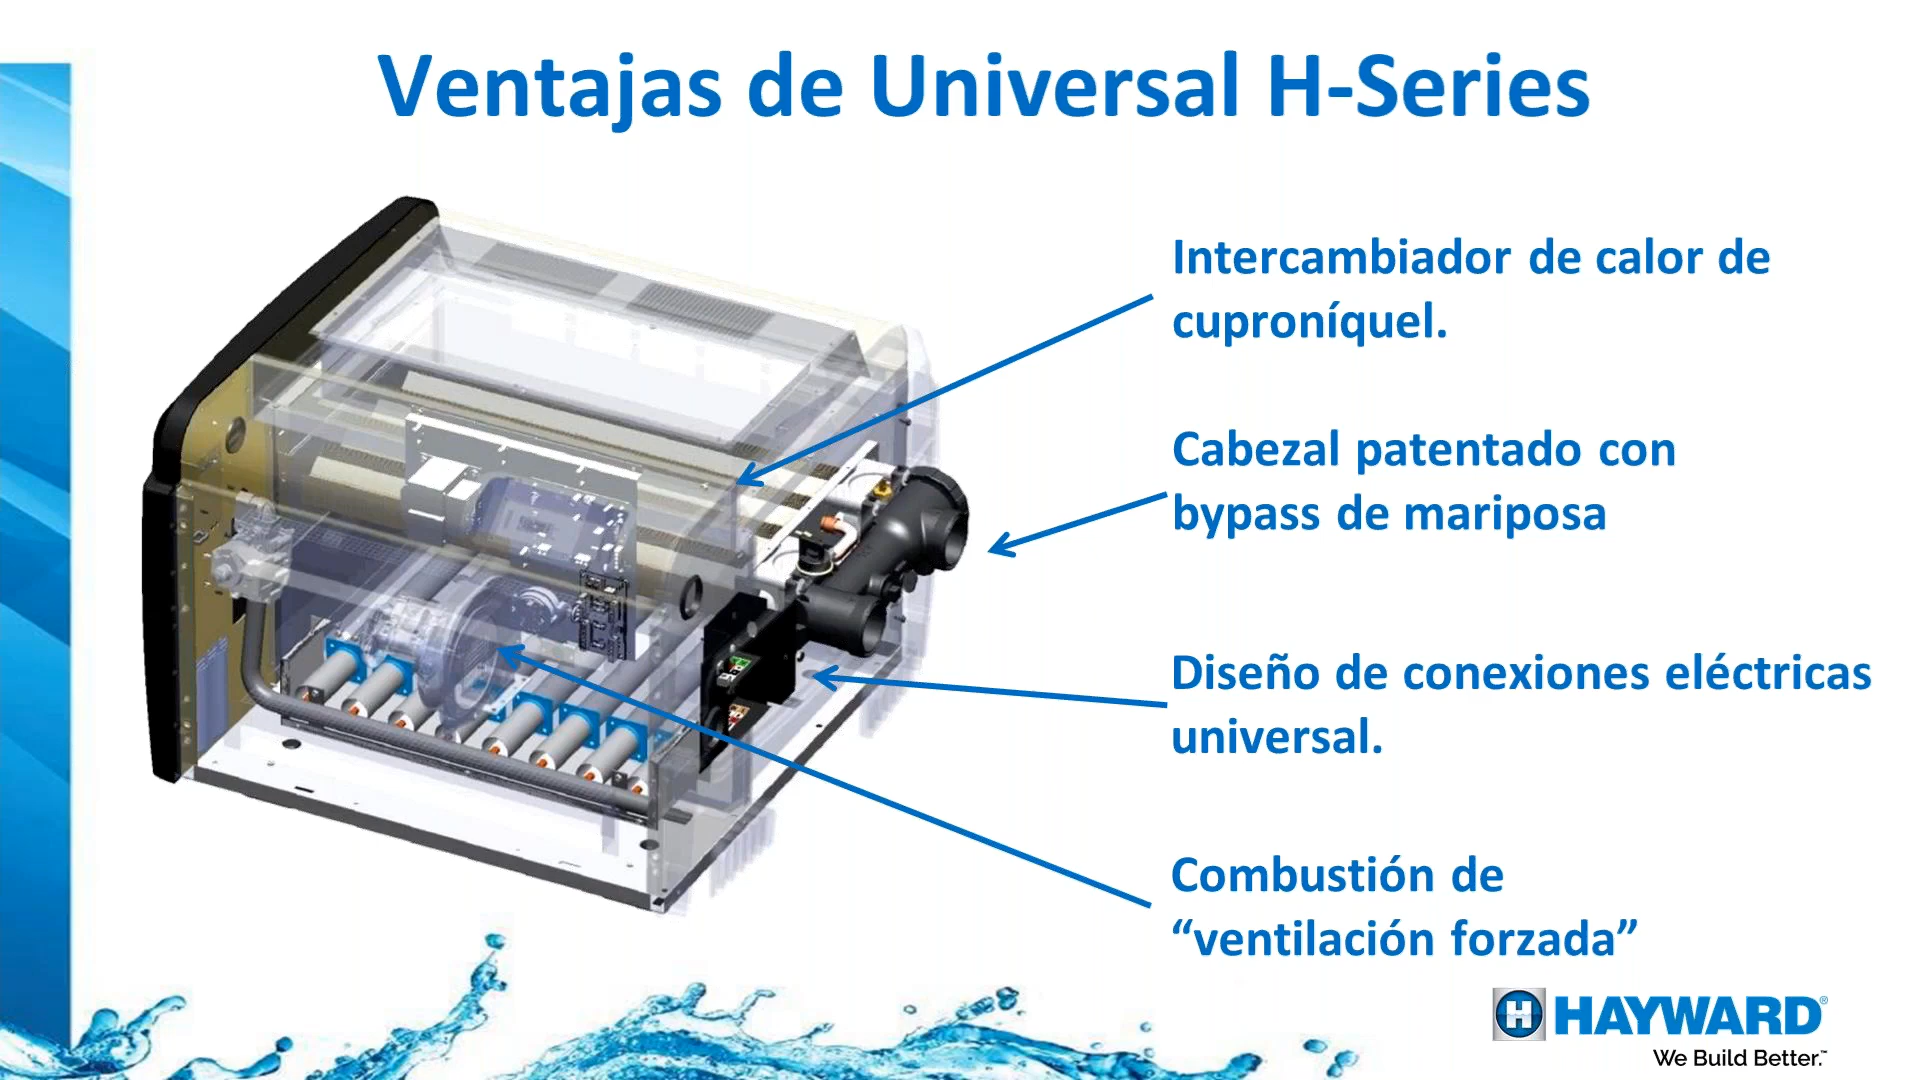 Ventajas de Universal H-Series
Intercambiador de calor de
cuproníquel.
Cabezal patentado con
bypass de mariposa
Diseño de conexiones eléctricas
universal.
Combustión de
“ventilación forzada”
H HAYWARD®
We Build Better.™